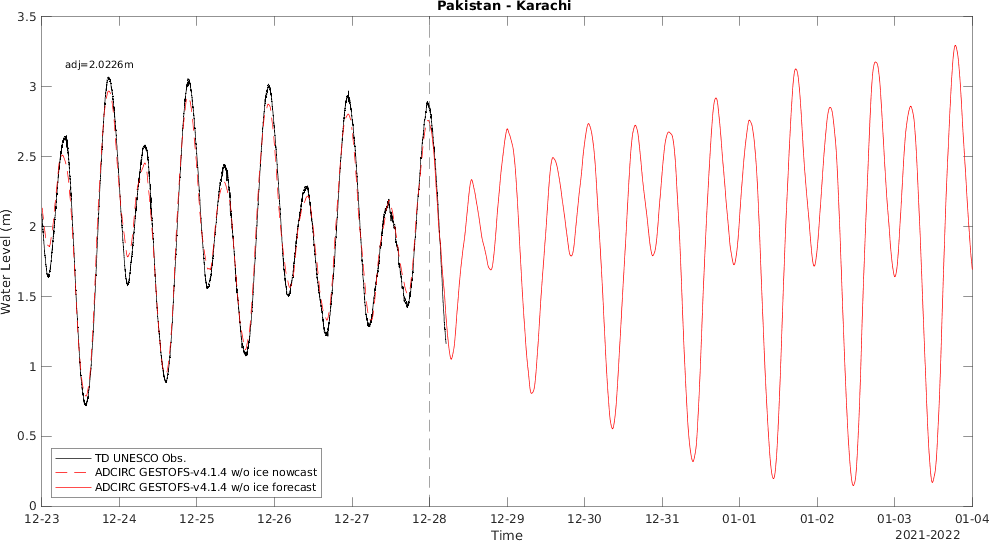 Pakistan - Karachi
3.5
adj=2.0226m
3
2.5
2
1.5
1
0.5
0
Water Level (m)
TD UNESCO Obs.
ADCIRC GESTOFS-v4.1.4 w/o ice nowcast
ADCIRC GESTOFS-v4.1.4 w/o ice forecast
12-23 12-24 12-25 12-26 12-27 12-28 12-29 12-30 12-31 01-01 01-02 01-03 01-04
Time
2021-2022